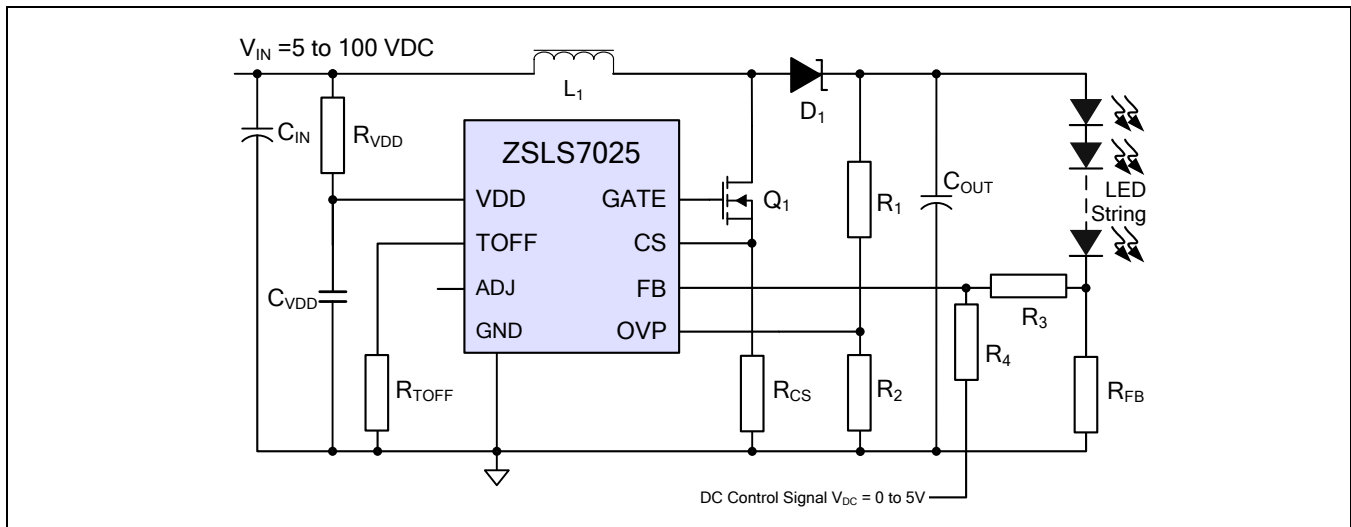 V_IN =5 to 100 VDC
L_1
D_1
C_IN
R_VDD
ZSLS7025
VDD
GATE
Q_1
R_1
C_OUT
LED
String
TOFF
CS
C_VDD
ADJ
FB
R_3
GND
OVP
R_4
R_TOFF
R_CS
R_2
R_FB
DC Control Signal V_DC = 0 to 5V